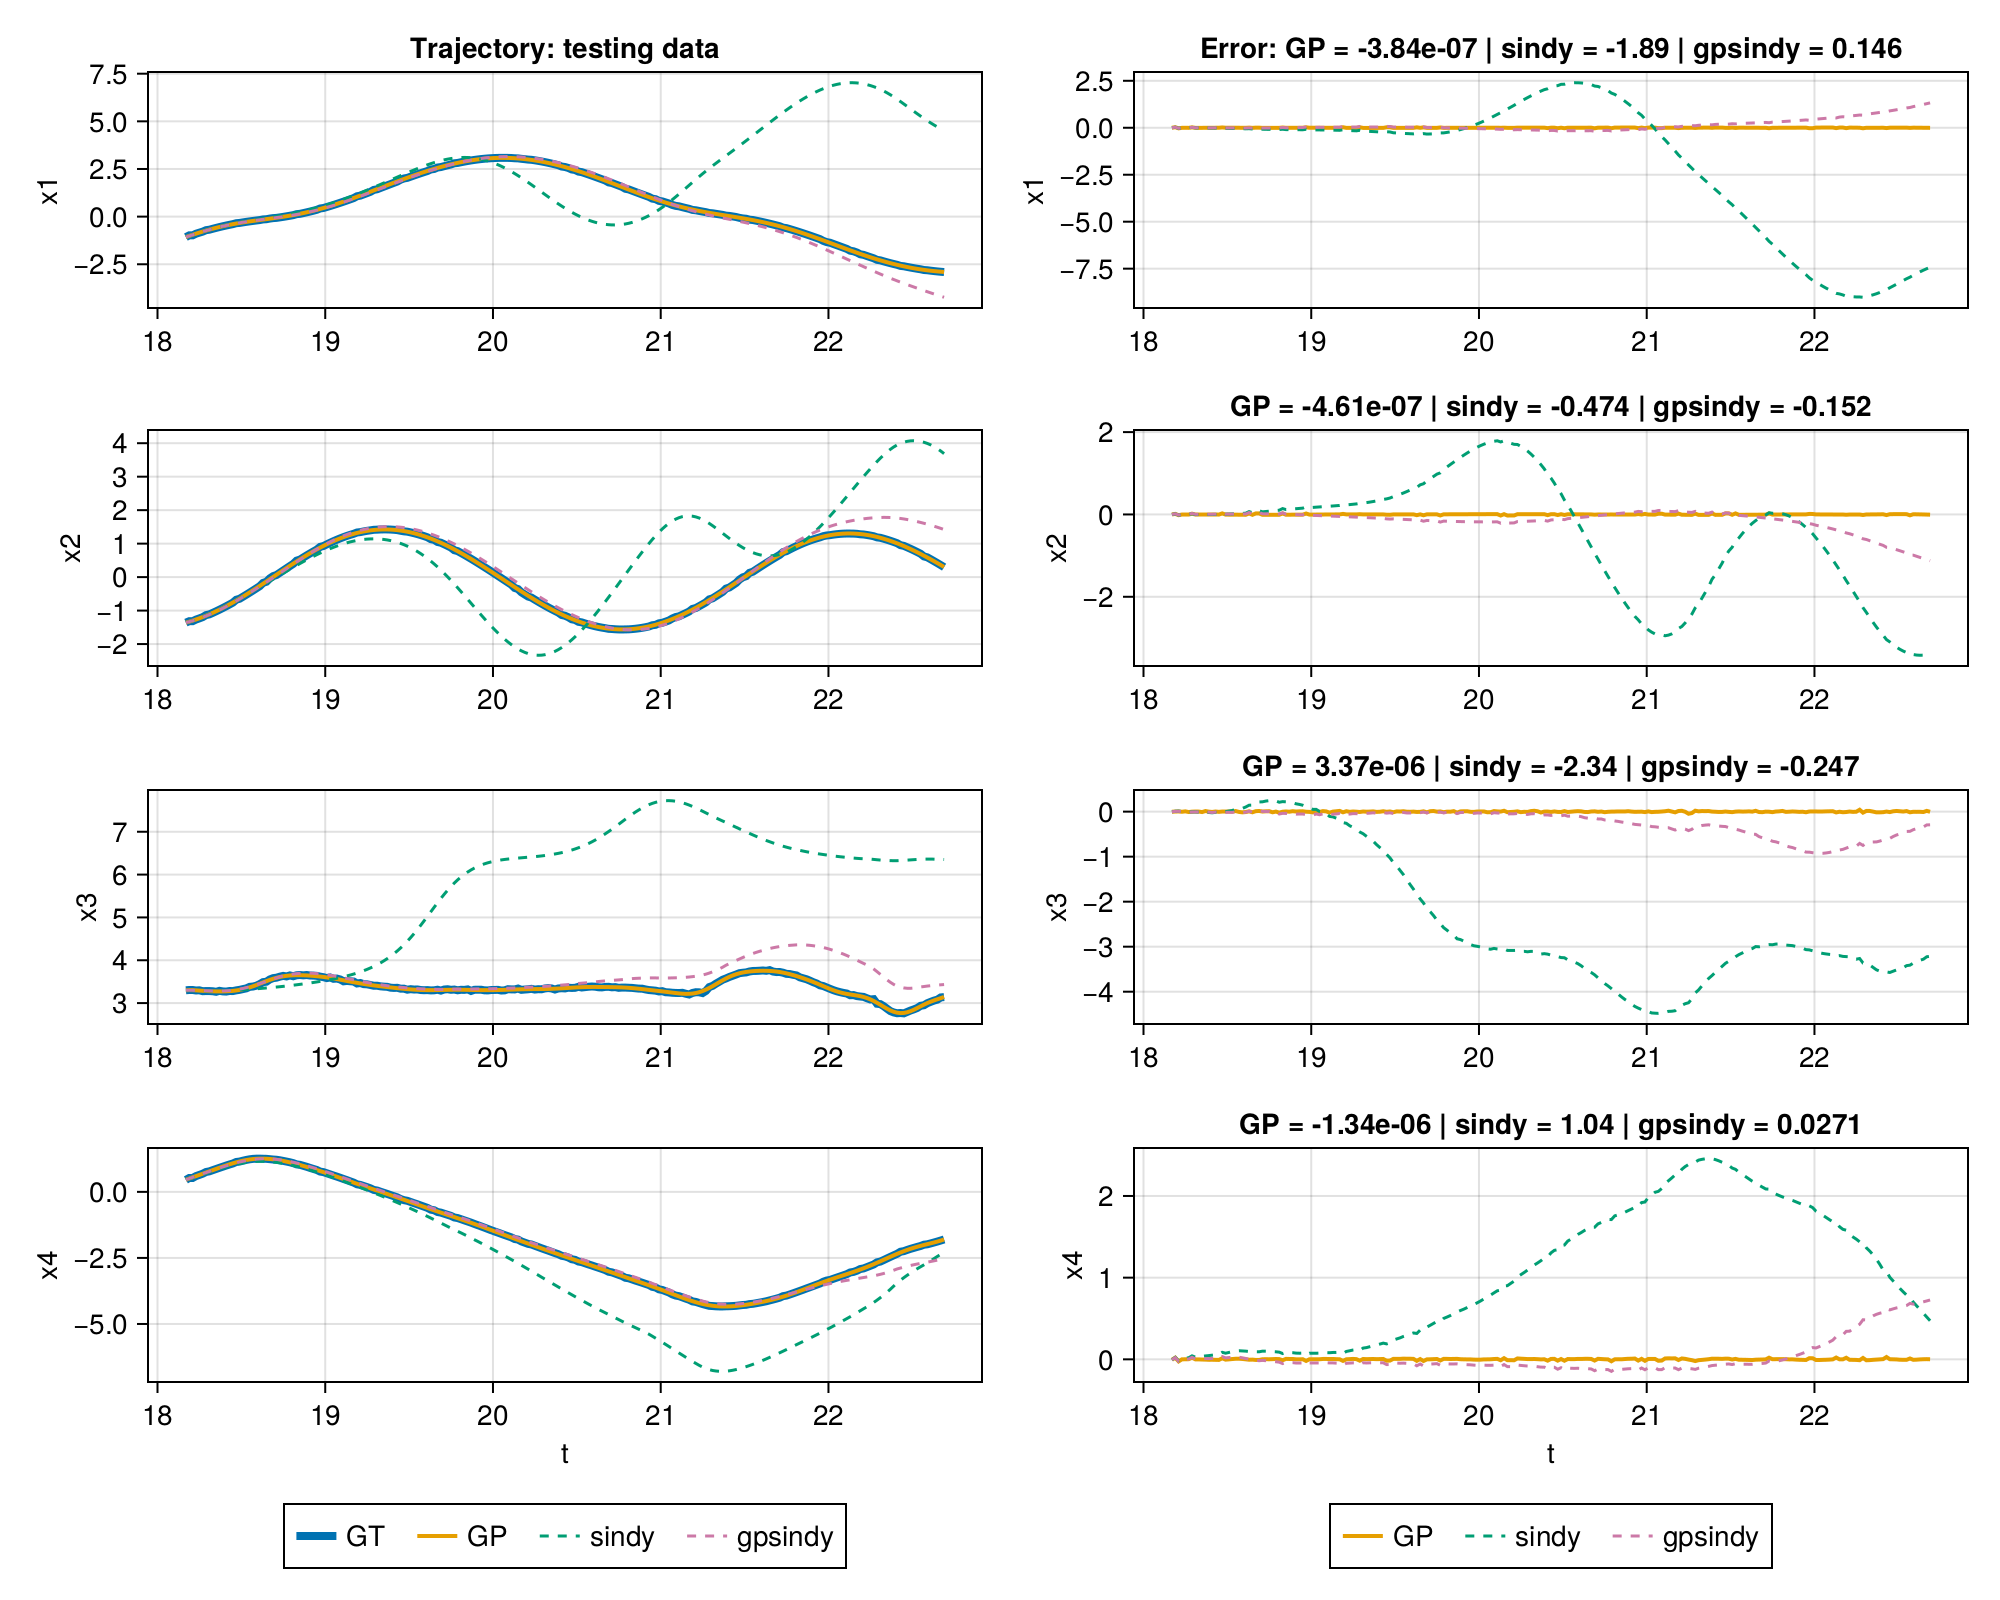 Trajectory: testing data
7.5
5.0
2.5
0.0
−2.5
x1
18 19 20 21 22
Error: GP = -3.84e-07 | sindy = -1.89 | gpsindy = 0.146
2.5
0.0
−2.5
−5.0
−7.5
x1
18 19 20 21 22
4
3
2
1
0
−1
−2
x2
18 19 20 21 22
GP = -4.61e-07 | sindy = -0.474 | gpsindy = -0.152
2
0
−2
x2
18 19 20 21 22
7
6
5
4
3
x3
18 19 20 21 22
GP = 3.37e-06 | sindy = -2.34 | gpsindy = -0.247
0
−1
−2
−3
−4
x3
18 19 20 21 22
0.0
−2.5
−5.0
x4
18 19 20 21 22
t
GP = -1.34e-06 | sindy = 1.04 | gpsindy = 0.0271
2
1
0
x4
18 19 20 21 22
t
GT GP sindy gpsindy
GP sindy gpsindy